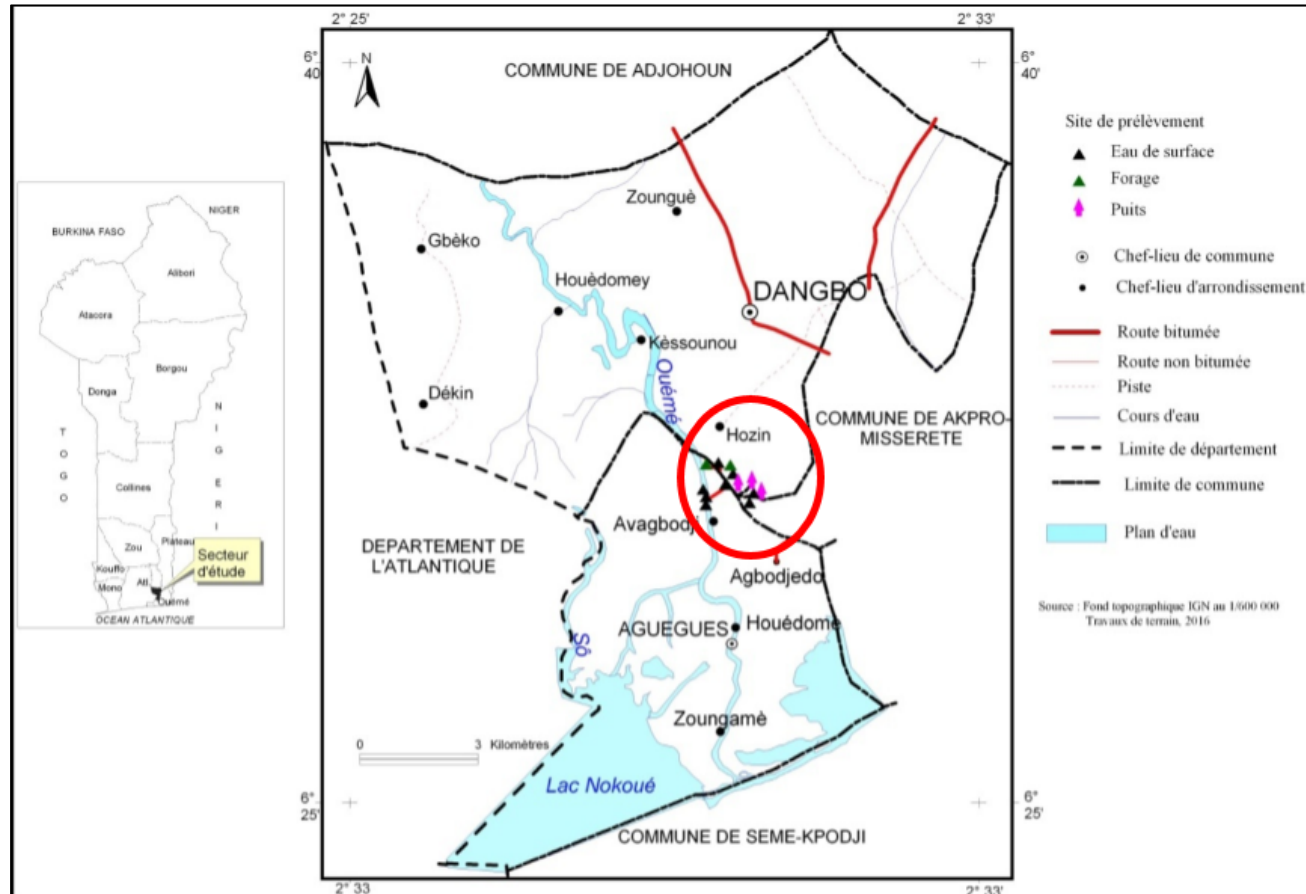 2° 25'
2° 33'
6°
40
6°
40'
N
COMMUNE DE ADJOHOUN
Zounguè
Gbèko
Houèdomey
DANGBO
Kèssounou
Ouémé
Dékin
Hozin
COMMUNE DE AKPRO-
MISSERETE
Avagbodji
DEPARTEMENT DE
L'ATLANTIQUE
Agbodjedo
AGUEGUES
Houédome
Sô
Zoungamè
0 3 Kilomètres
Lac Nokoué
COMMUNE DE SEME-KPODJI
6°
25'
6°
25'
2° 33
2° 33'
NIGER
BURKINA FASO
Alibori
Atacora
Borgou
Donga
TOGO
NIGERI
Collines
Plateau
Zou
Kouffo
Atl.
Mono
Ouémé
Secteur
d'étude
OCEAN ATLANTIQUE
Site de prélèvement
Eau de surface
Forage
Puits
Chef-lieu de commune
Chef-lieu d'arrondissement
Route bitumée
Route non bitumée
Piste
Cours d'eau
Limite de département
Limite de commune
Plan d'eau
Source : Fond topographique IGN au 1/600 000
Travaux de terrain, 2016